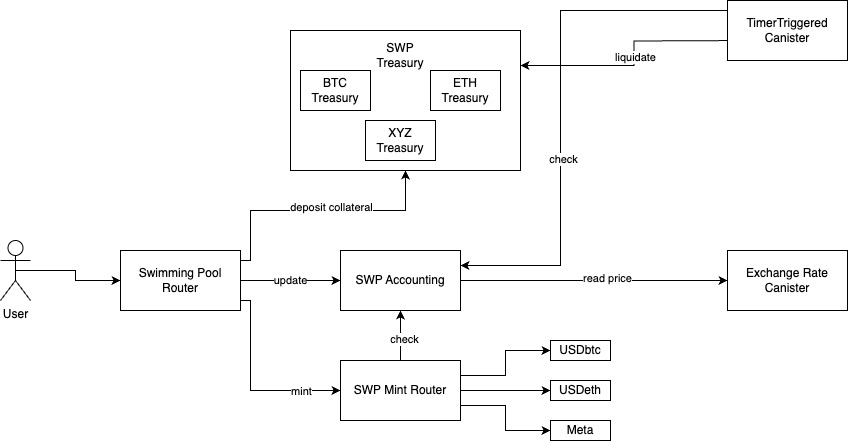 TimerTriggered
Canister
SWP
Treasury
liquidate
BTC
Treasury
ETH
Treasury
XYZ
Treasury
check
deposit collateral
Swimming Pool
Router
update
SWP Accounting
read price
Exchange Rate
Canister
User
check
mint
SWP Mint Router
USDbtc
USDeth
Meta